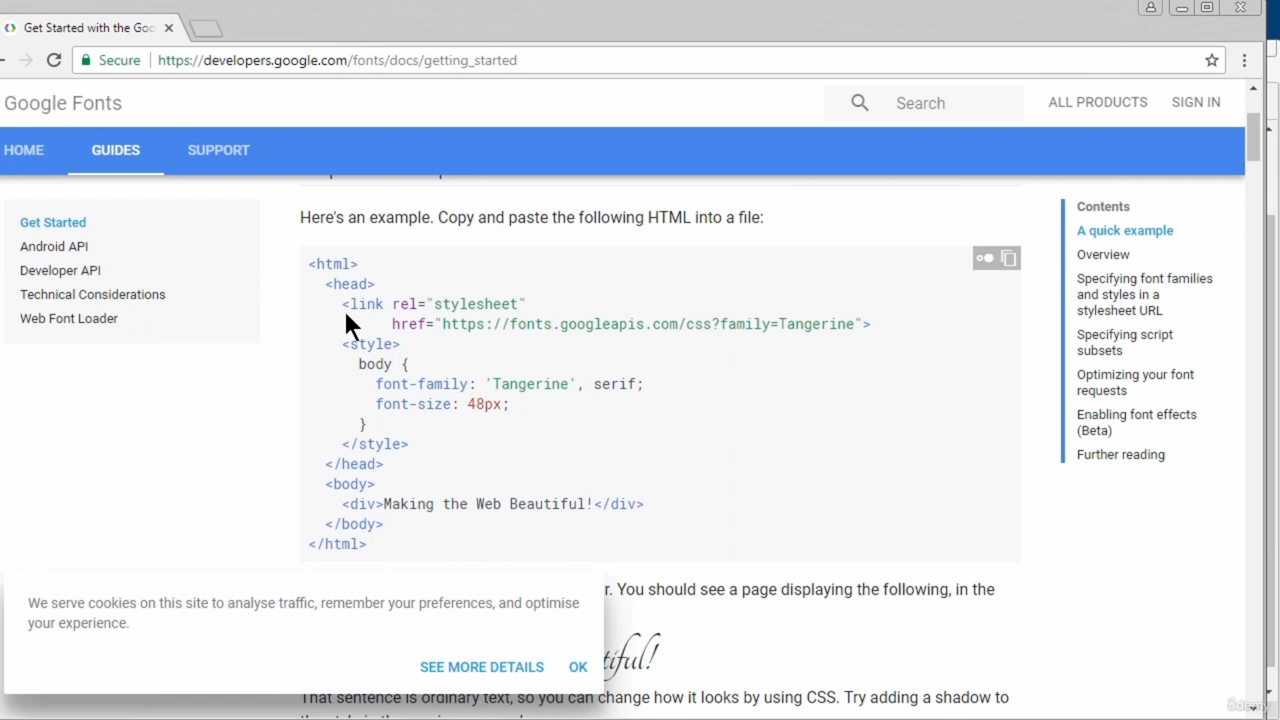 Get Started with the Goo
Secure
https://developers.google.com/fonts/docs/getting_started
Google Fonts
Search
ALL PRODUCTS
SIGN IN
HOME
GUIDES
SUPPORT
Get Started
Android API
Developer API
Technical Considerations
Web Font Loader
Here's an example. Copy and paste the following HTML into a file:
<html>
<head>
<link rel="stylesheet"
href="https://fonts.googleapis.com/css?family=Tangerine">
<style>
body {
font-family: 'Tangerine', serif;
font-size: 48px;
}
</style>
</head>
<body>
<div>Making the Web Beautiful!</div>
</body>
</html>
r. You should see a page displaying the following, in the
tiful!
That sentence is ordinary text, so you can change how it looks by using CSS. Try adding a shadow to
Contents
A quick example
Overview
Specifying font families
and styles in a
stylesheet URL
Specifying script
subsets
Optimizing your font
requests
Enabling font effects
(Beta)
Further reading
We serve cookies on this site to analyse traffic, remember your preferences, and optimise
your experience.
SEE MORE DETAILS
OK
Udemy